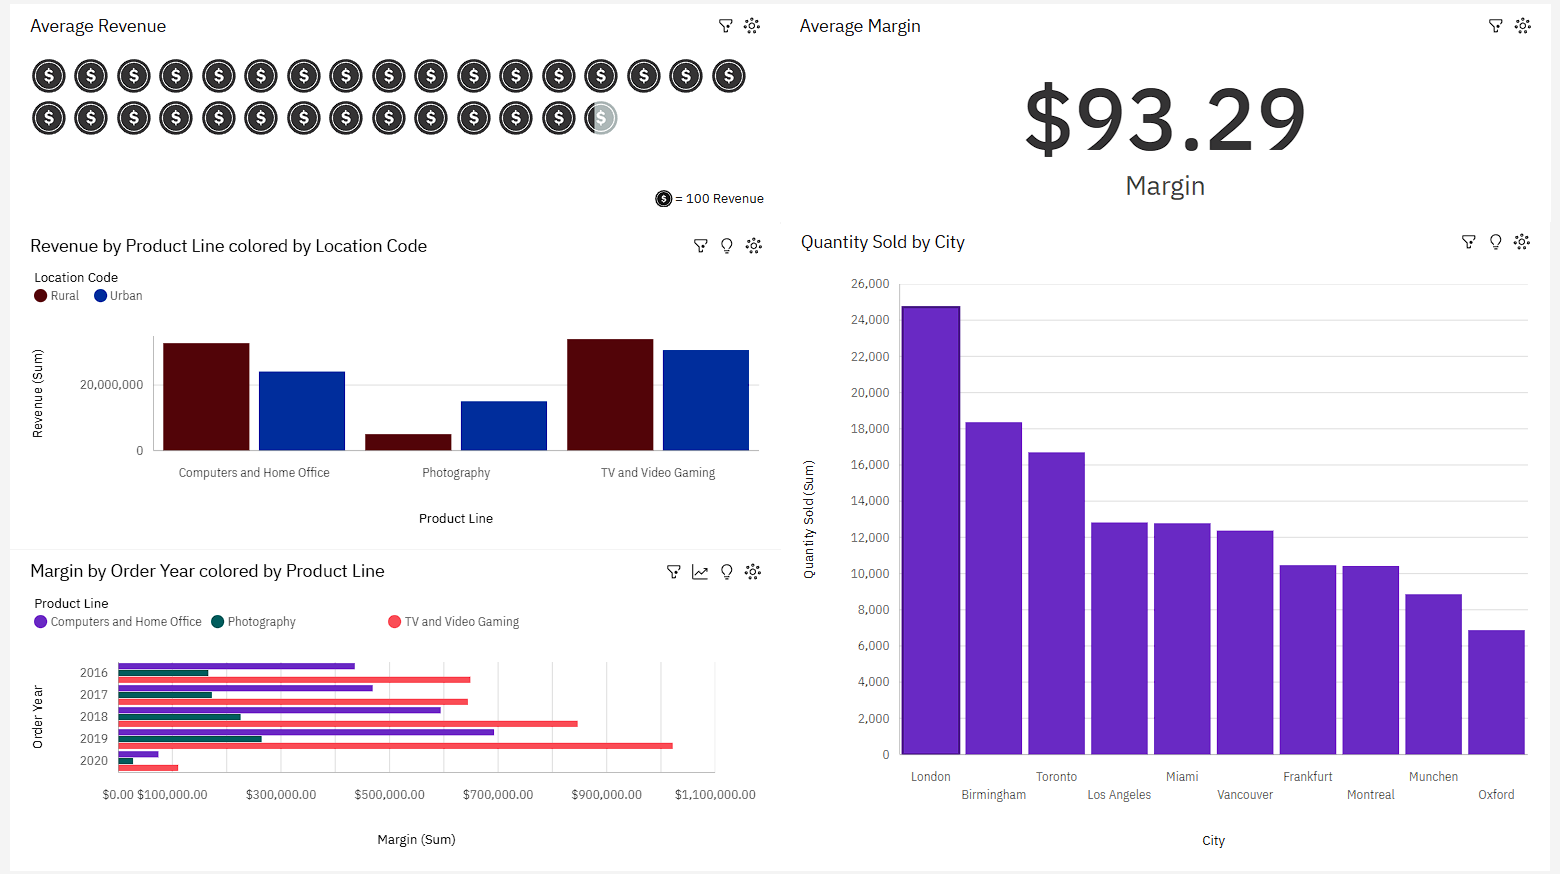 Average Revenue
$ $ $ $ $ $ $ $ $ $ $ $ $ $ $ $ $
$ $ $ $ $ $ $ $ $ $ $ $ $ $
$ = 100 Revenue
Average Margin
$93.29
Margin
Revenue by Product Line colored by Location Code
Location Code
Rural Urban
Revenue (Sum)
20,000,000
0
Computers and Home Office Photography TV and Video Gaming
Product Line
Margin by Order Year colored by Product Line
Product Line
Computers and Home Office Photography TV and Video Gaming
Order Year
2016
2017
2018
2019
2020
$0.00 $100,000.00 $300,000.00 $500,000.00 $700,000.00 $900,000.00 $1,100,000.00
Margin (Sum)
Quantity Sold by City
Quantity Sold (Sum)
26,000
24,000
22,000
20,000
18,000
16,000
14,000
12,000
10,000
8,000
6,000
4,000
2,000
0
London Toronto Miami Frankfurt Munchen
Birmingham Los Angeles Vancouver Montreal Oxford
City